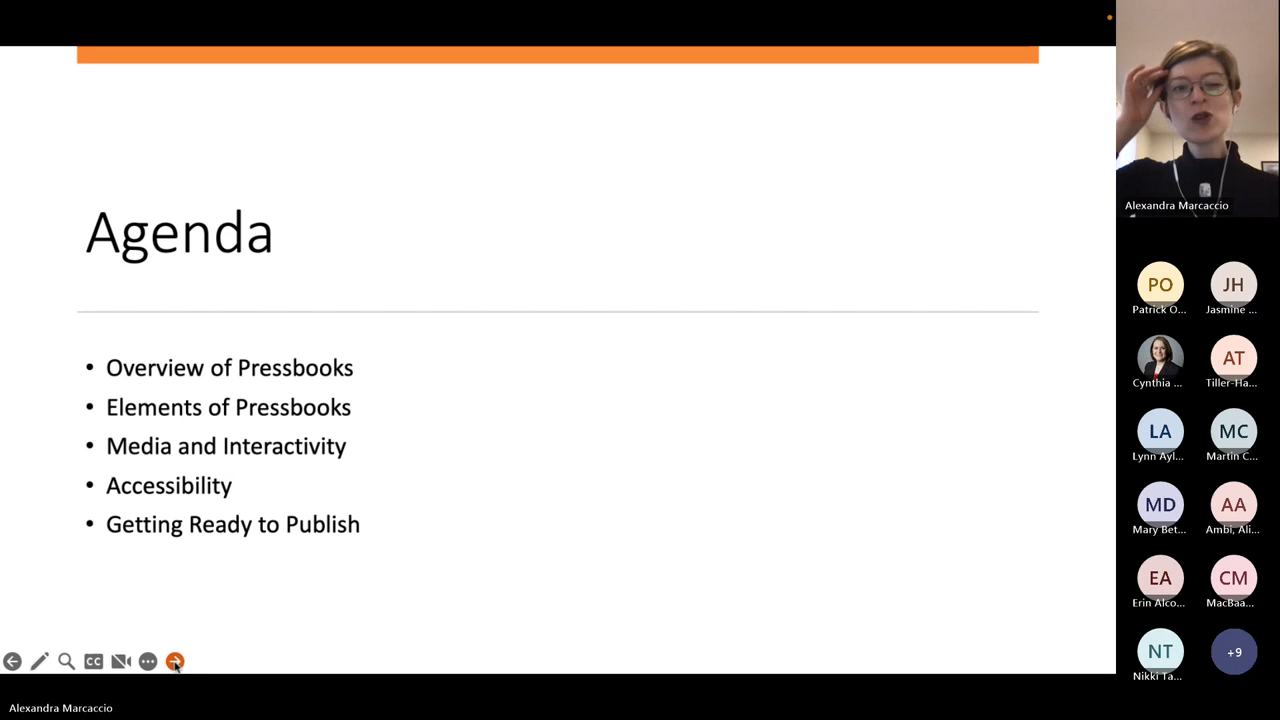 Agenda
• Overview of Pressbooks
• Elements of Pressbooks
• Media and Interactivity
• Accessibility
• Getting Ready to Publish
CC
Alexandra Marcaccio
Alexandra Marcaccio
PO
Patrick O...
JH
Jasmine ...
Cynthia ...
AT
Tiller-Ha...
LA
Lynn Ayl...
MC
Martin C...
MD
Mary Bet...
AA
Ambi, Ali...
EA
Erin Alco...
CM
MacBaa...
NT
Nikki Ta...
+9